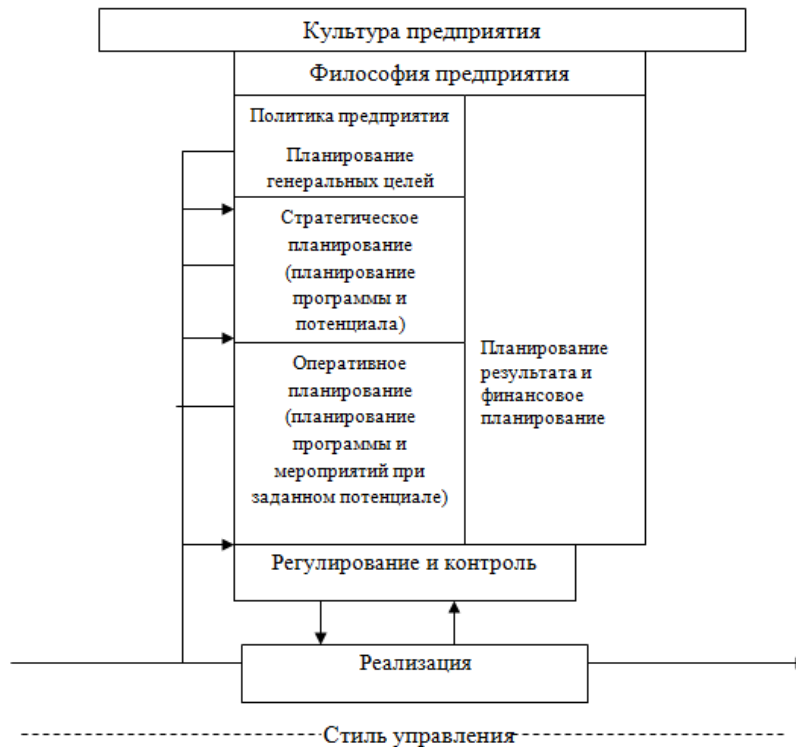 Культура предприятия
Философия предприятия
Политика предприятия
Планирование
генеральных целей
Стратегическое
планирование
(планирование
программы и
потенциала)
Оперативное
планирование
(планирование
программы и
мероприятий при
заданном потенциале)
Планирование
результата и
финансовое
планирование
Регулирование и контроль
Реализация
Стиль управления